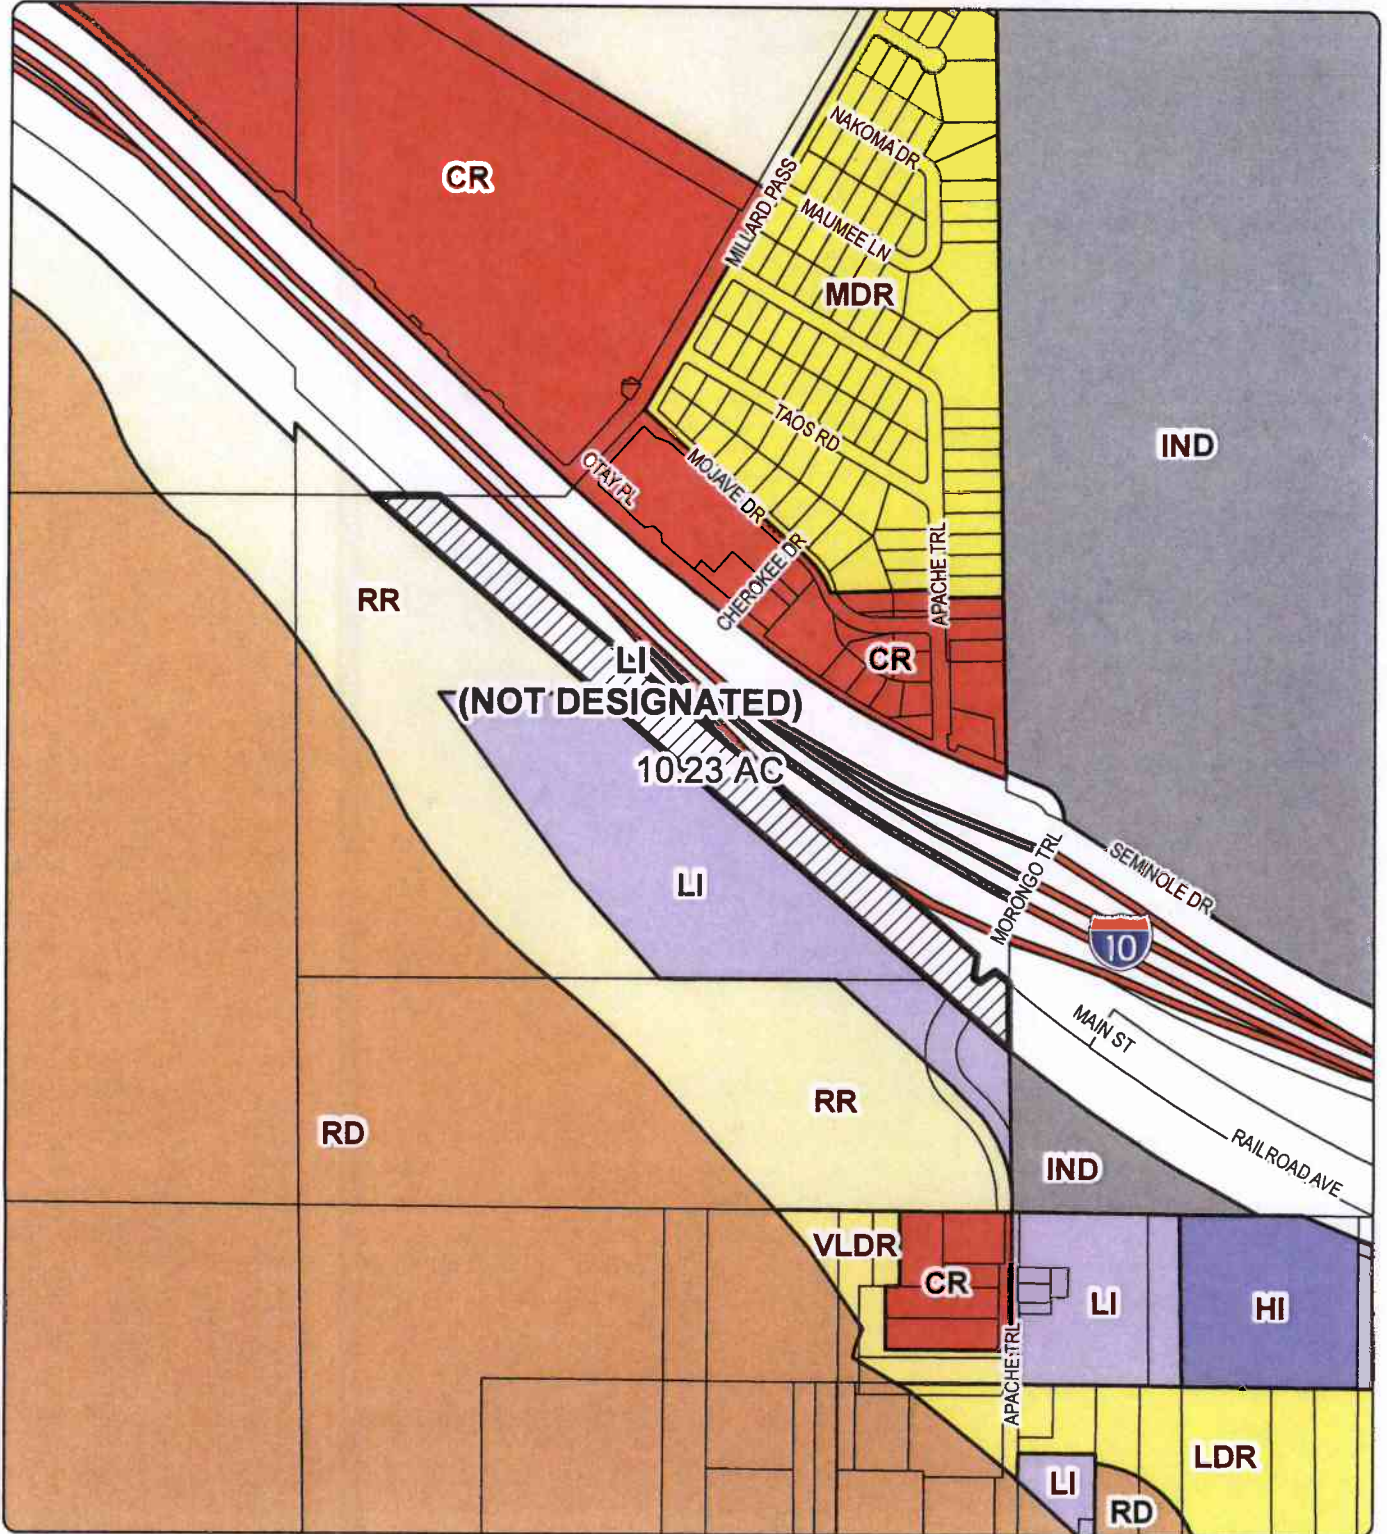 NAKOMA DR
CR
MILLARD PASS
MAUMEE LN
MDR
TAOS RD
IND
OTAY PL
MOJAVE DR
CHEROKEE DR
APACHE TRL
RR
LI
(NOT DESIGNATED)
CR
10.23 AC
LI
MORONGO TRL
SEMINOLE DR
10
MAIN ST
RR
RD
RAILROAD AVE
IND
VLDR
CR
LI
HI
APACHE TRL
LDR
LI
RD